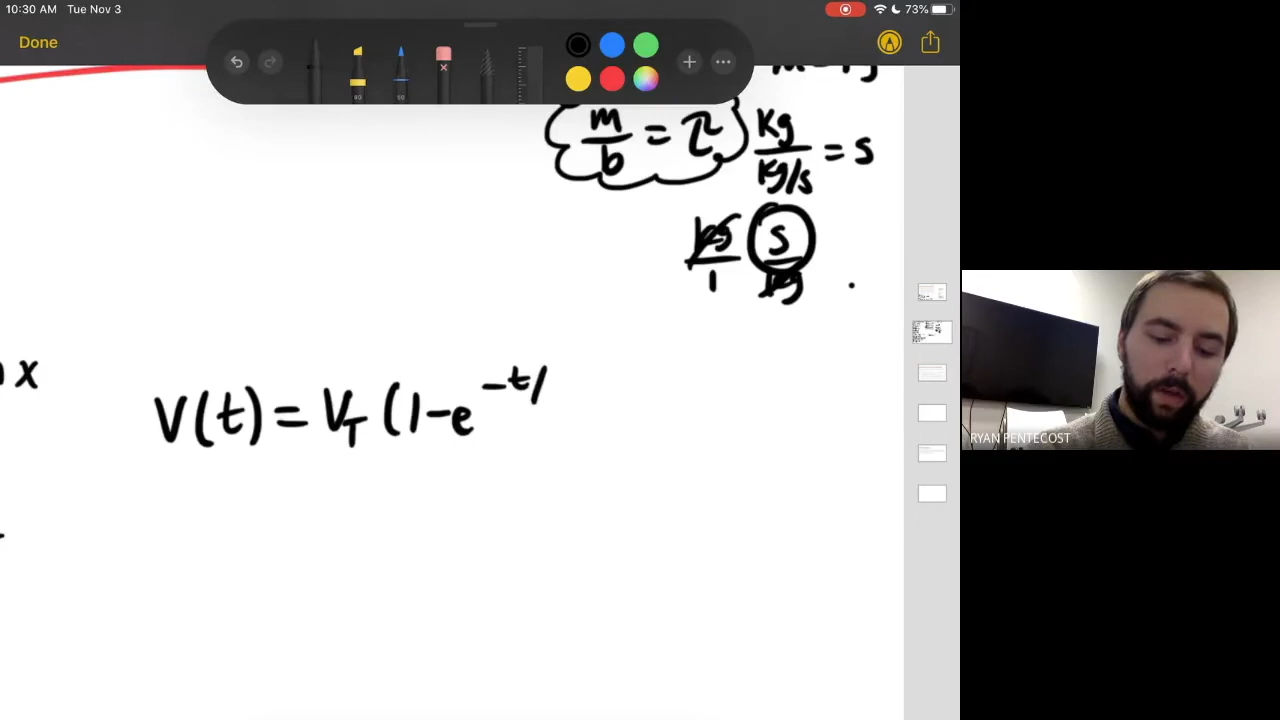 10:30 AM Tue Nov 3
73%
Done
m/b = τ
kg/kg/s = s
kg/1 s/kg
x
V(t) = V_T (1-e^-t/
RYAN PENTECOST